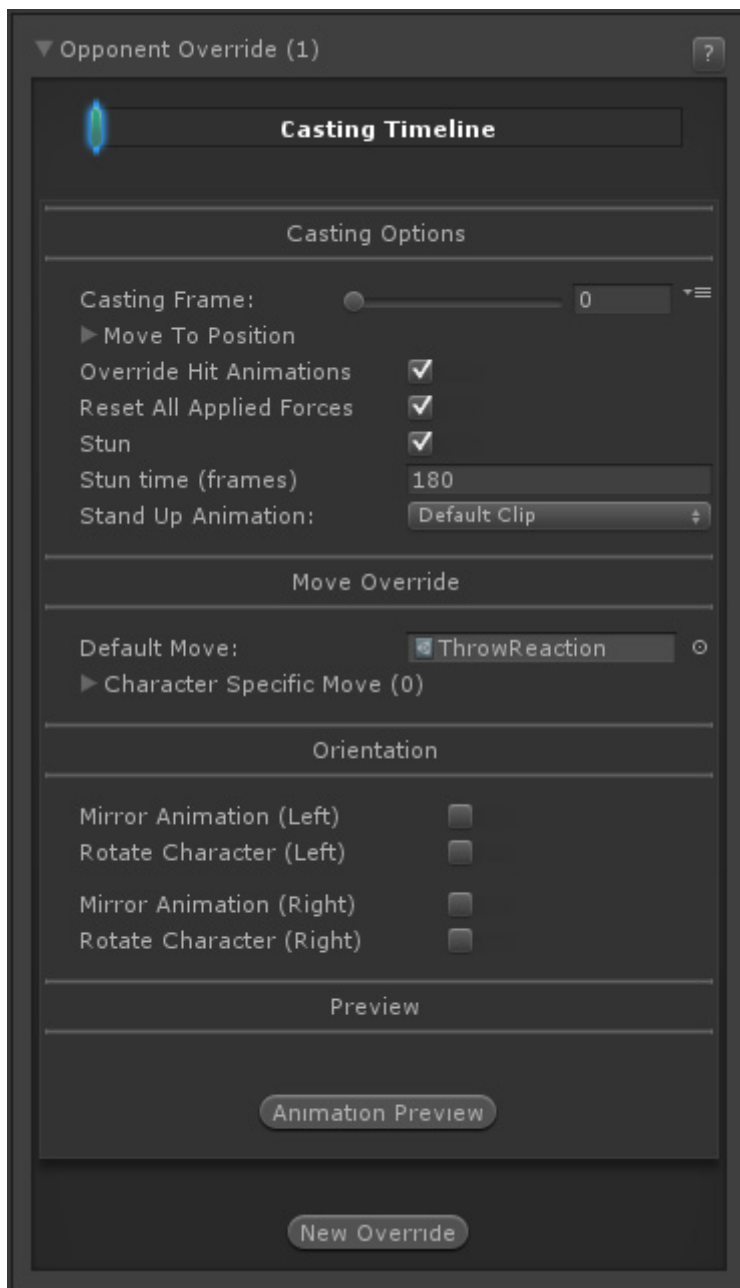 Opponent Override (1)
?
Casting Timeline
Casting Options
Casting Frame: 0
Move To Position
Override Hit Animations
Reset All Applied Forces
Stun
Stun time (frames) 180
Stand Up Animation: Default Clip
Move Override
Default Move: ThrowReaction
Character Specific Move (0)
Orientation
Mirror Animation (Left)
Rotate Character (Left)
Mirror Animation (Right)
Rotate Character (Right)
Preview
Animation Preview
New Override